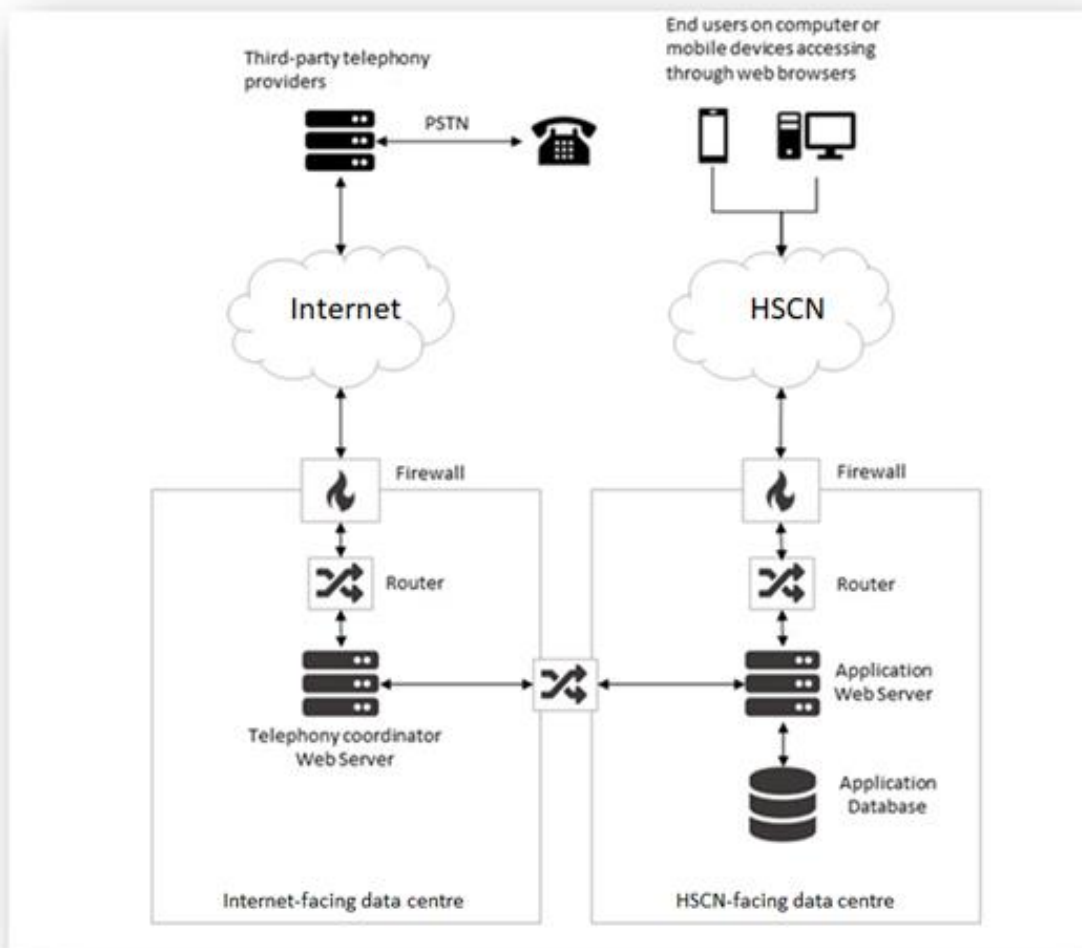 Third-party telephony
providers
PSTN
End users on computer or
mobile devices accessing
through web browsers
Internet
HSCN
Firewall
Firewall
Router
Router
Telephony coordinator
Web Server
Application
Web Server
Application
Database
Internet-facing data centre
HSCN-facing data centre